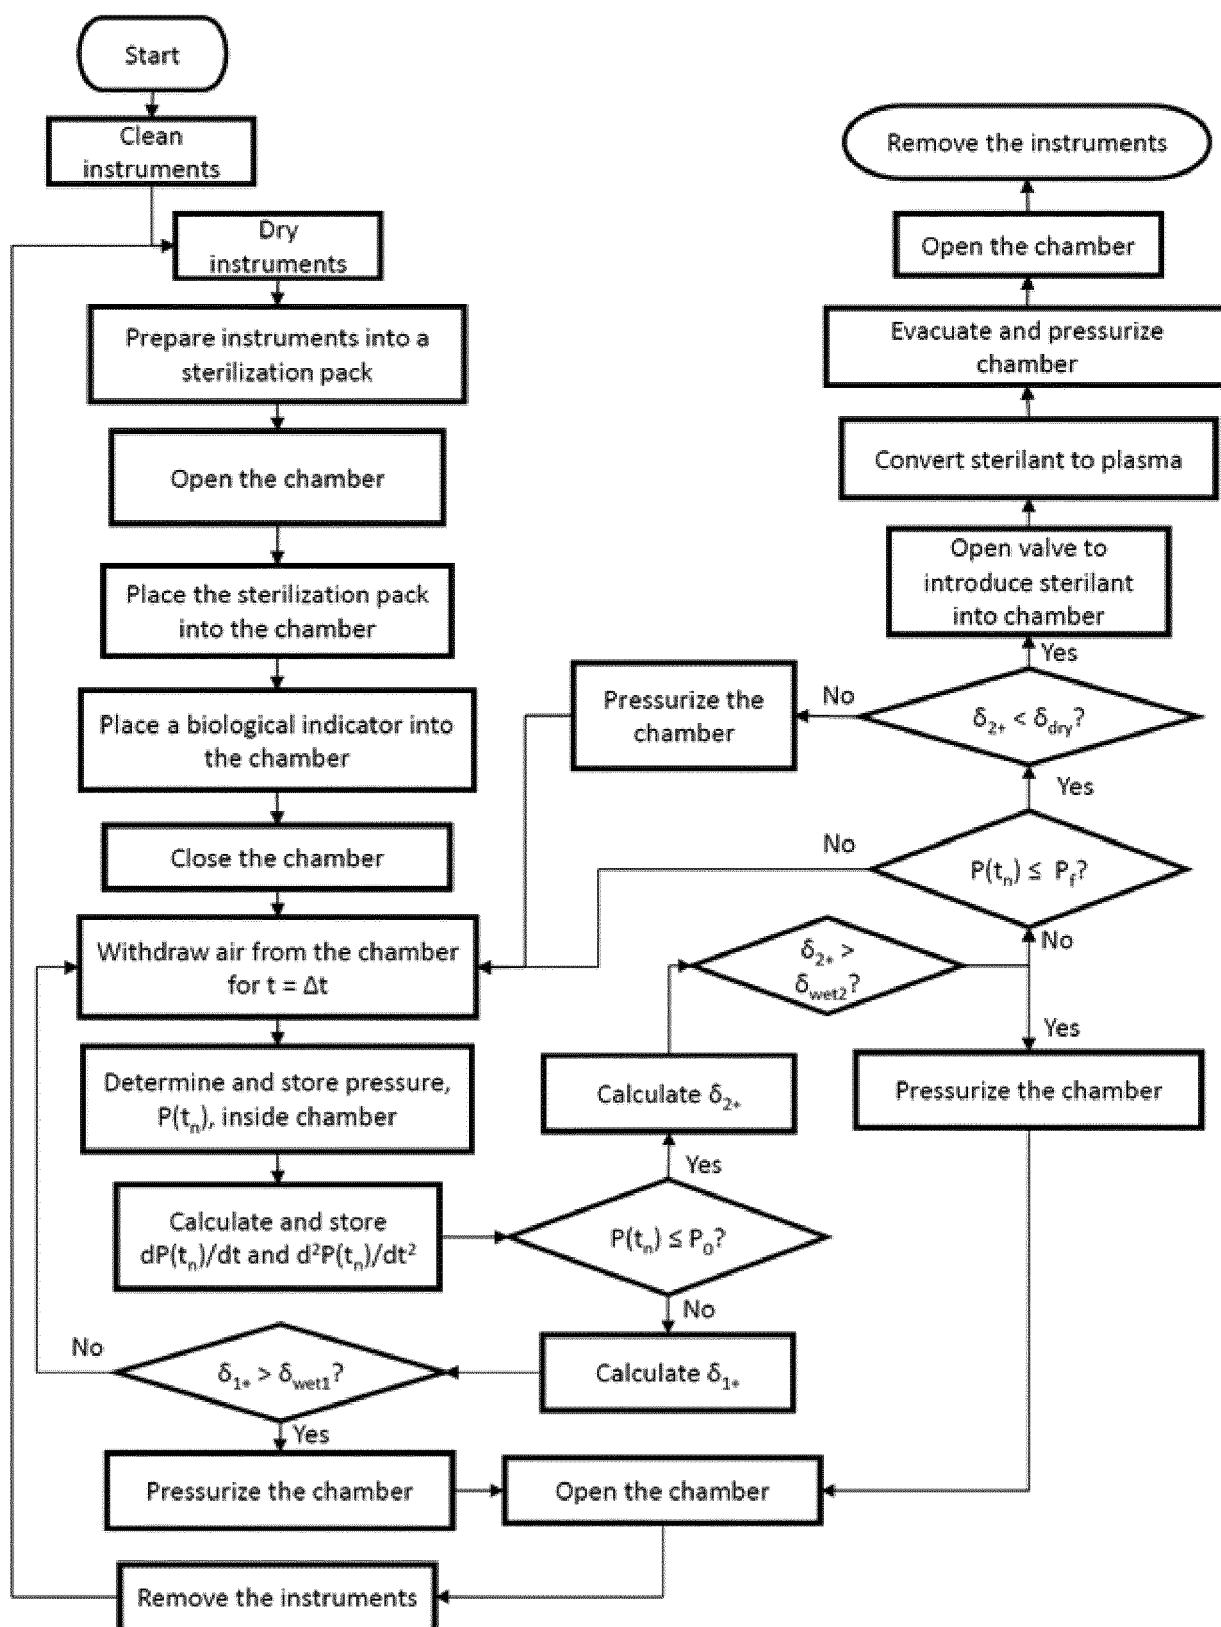 Start
Clean
instruments
Dry
instruments
Prepare instruments into a
sterilization pack
Open the chamber
Place the sterilization pack
into the chamber
Place a biological indicator into
the chamber
Close the chamber
Withdraw air from the chamber
for t = Δt
Determine and store pressure,
P(tₙ), inside chamber
Calculate and store
dP(tₙ)/dt and d²P(tₙ)/dt²
P(tₙ) ≤ P₀?
Yes
No
Calculate δ₂₊
Calculate δ₁₊
δ₁₊ > δwet1?
No
Yes
Pressurize the chamber
Open the chamber
Remove the instruments
δ₂₊ >
δwet2?
No
Yes
Pressurize the chamber
P(tₙ) ≤ Pf?
No
Yes
δ₂₊ < δdry?
No
Yes
Pressurize the
chamber
Open valve to
introduce sterilant
into chamber
Convert sterilant to plasma
Evacuate and pressurize
chamber
Open the chamber
Remove the instruments